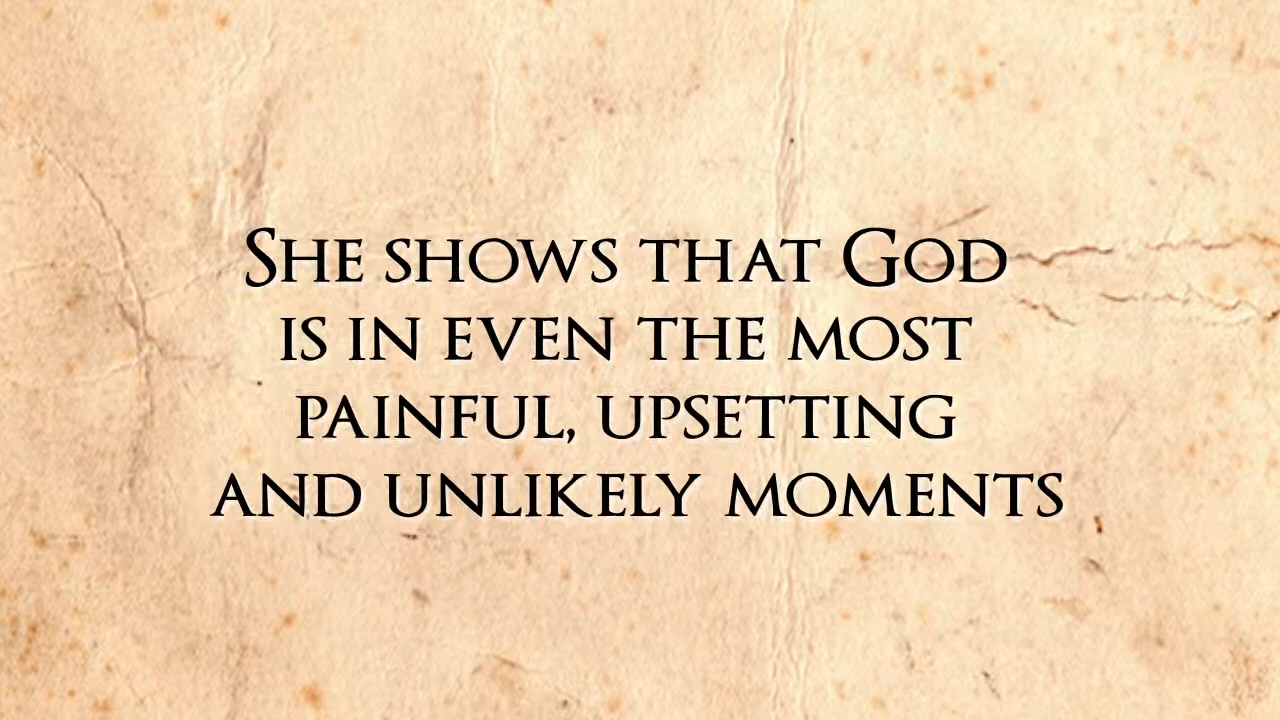 She shows that God
is in even the most
painful, upsetting
and unlikely moments